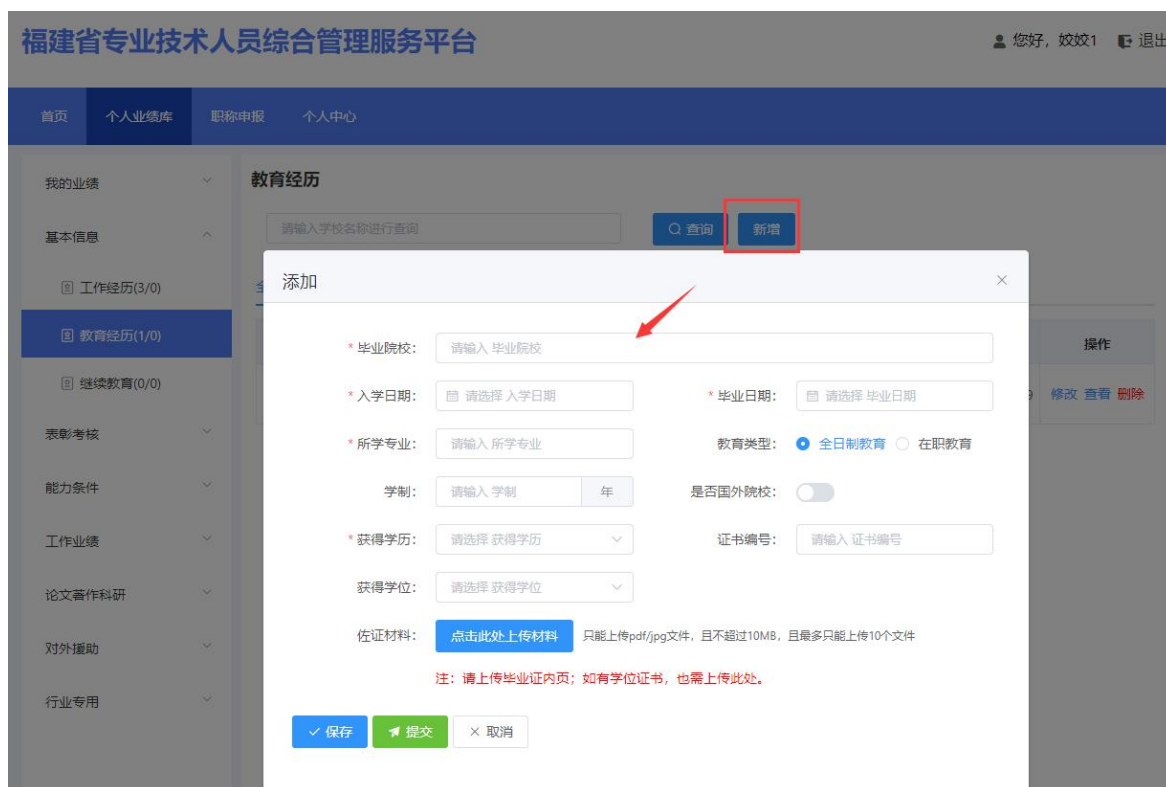 福建省专业技术人员综合管理服务平台
您好，姣姣1 退出
首页 个人业绩库 职称申报 个人中心
我的业绩
教育经历
请输入学校名称进行查询 查询 新增
基本信息
添加
工作经历(3/0)
教育经历(1/0)
* 毕业院校： 请输入 毕业院校
操作
继续教育(0/0)
* 入学日期： 请选择 入学日期 * 毕业日期： 请选择 毕业日期
修改 查看 删除
表彰考核
* 所学专业： 请输入 所学专业 教育类型： 全日制教育 在职教育
能力条件
学制： 请输入 学制 年 是否国外院校：
工作业绩
* 获得学历： 请选择 获得学历 证书编号： 请输入 证书编号
论文著作科研
获得学位： 请选择 获得学位
对外援助
佐证材料： 点击此处上传材料 只能上传pdf/jpg文件，且不超过10MB，且最多只能上传10个文件
注：请上传毕业证内页；如有学位证书，也需上传此处。
行业专用
保存 提交 取消